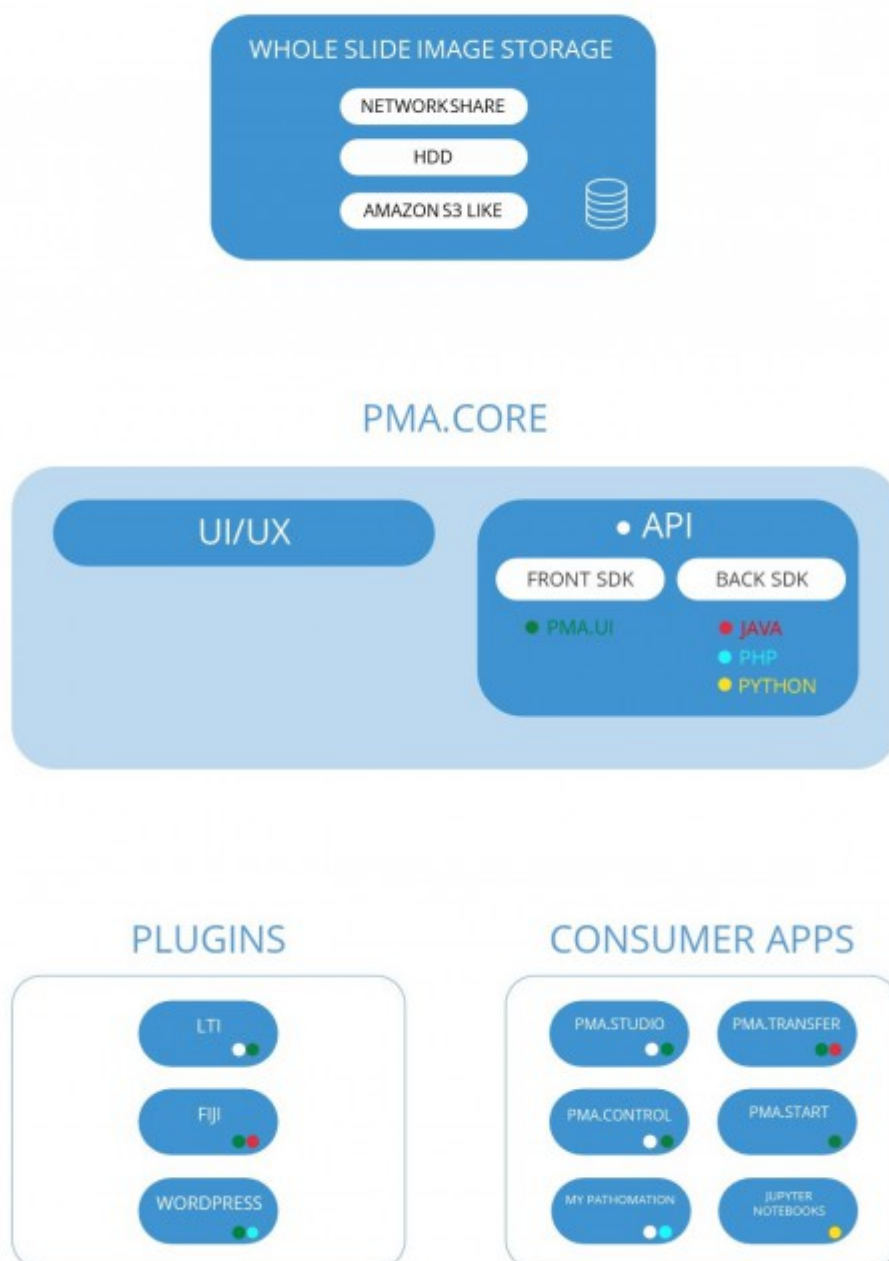 WHOLE SLIDE IMAGE STORAGE
NETWORK SHARE
HDD
AMAZON S3 LIKE
PMA.CORE
UI/UX
API
FRONT SDK
BACK SDK
PMA.UI
JAVA
PHP
PYTHON
PLUGINS
LTI
FIJI
WORDPRESS
CONSUMER APPS
PMA.STUDIO
PMA.TRANSFER
PMA.CONTROL
PMA.START
MY PATHOMATION
JUPYTER
NOTEBOOKS